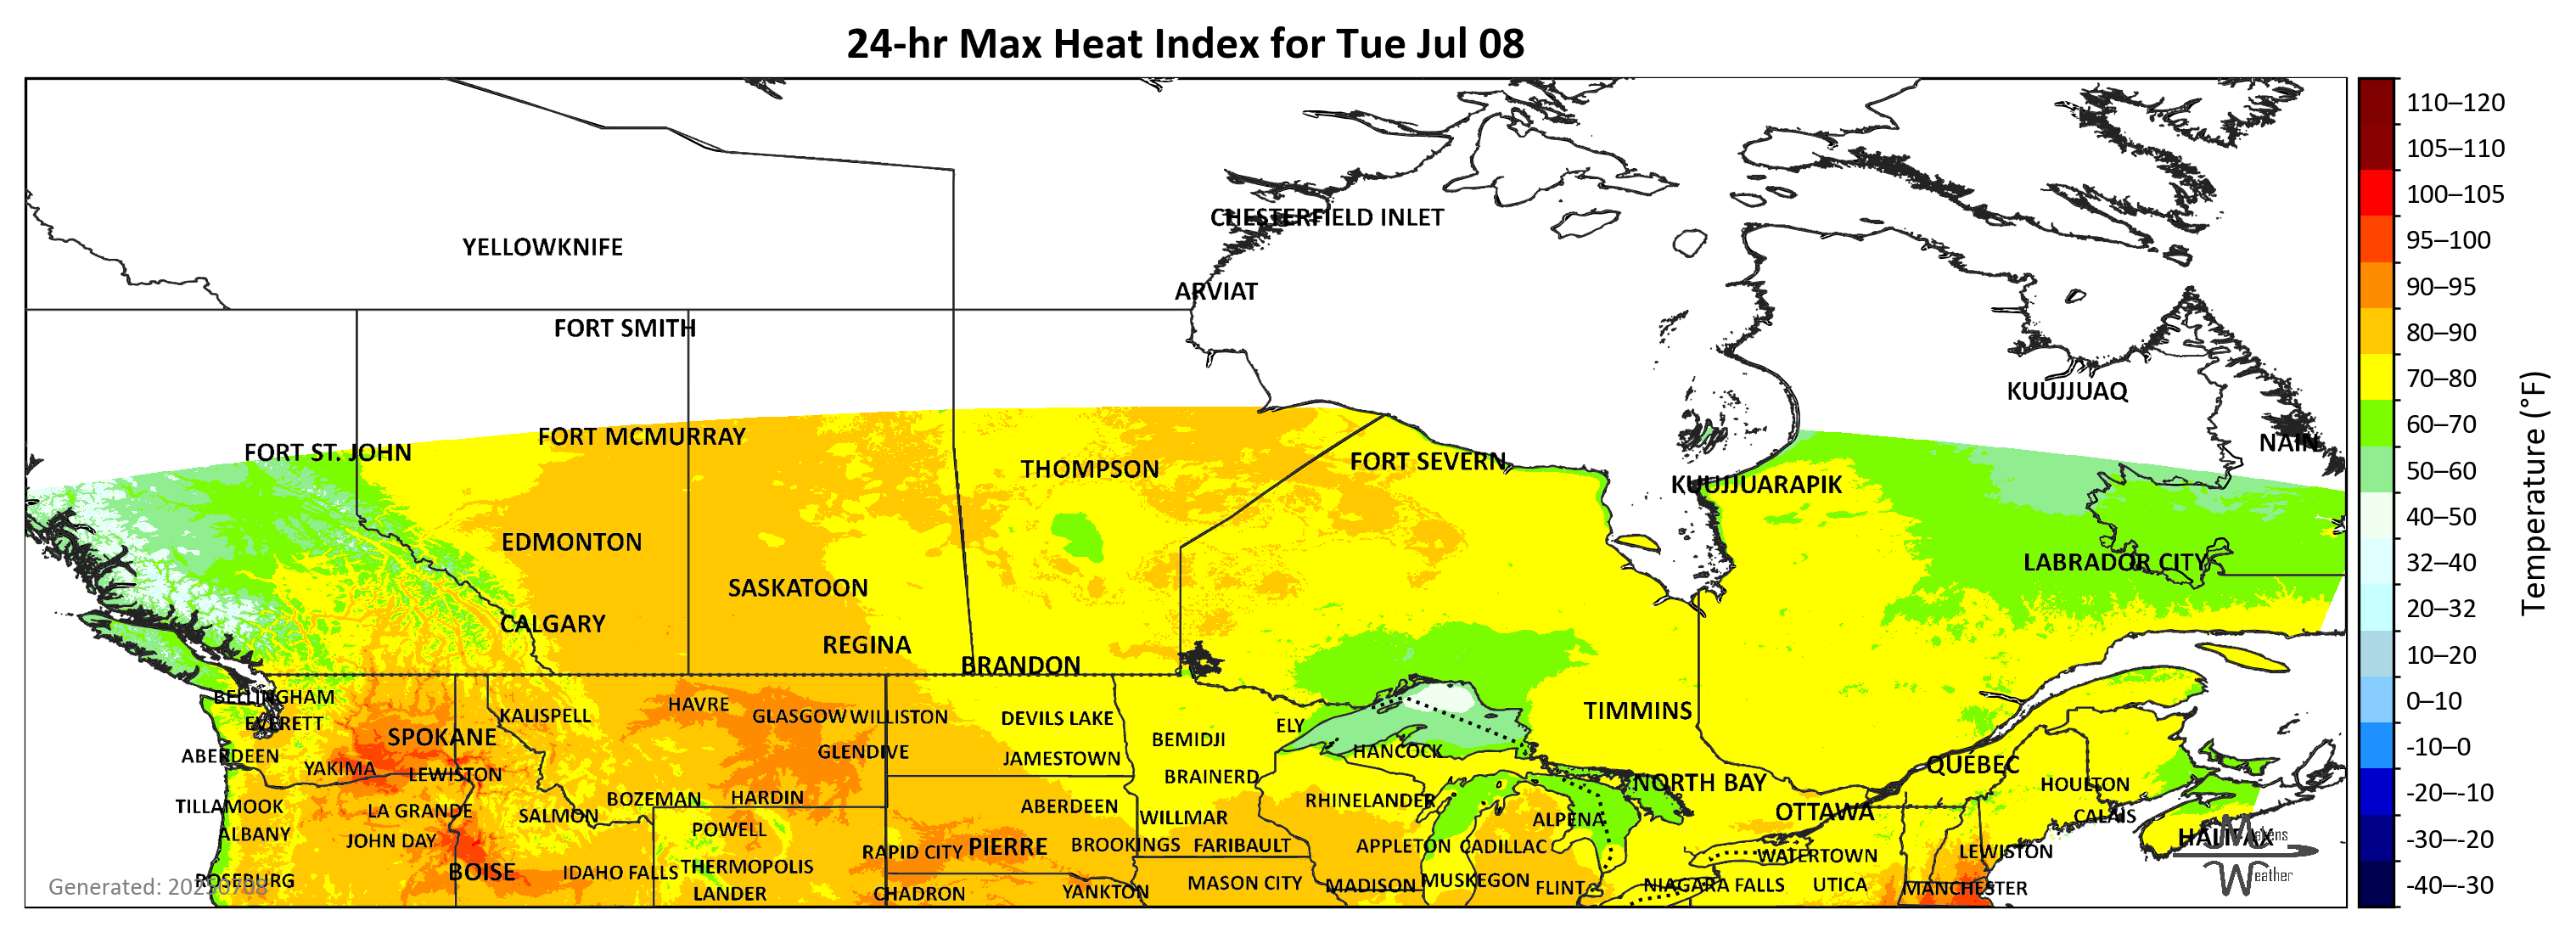 24-hr Max Heat Index for Tue Jul 08
110–120
105–110
CHESTERFIELD INLET
100–105
YELLOWKNIFE
95–100
ARVIAT
90–95
FORT SMITH
80–90
KUUJJUAQ
70–80
FORT ST. JOHN
FORT MCMURRAY
NAIN
60–70
THOMPSON
FORT SEVERN
KUUJJUARAPIK
50–60
EDMONTON
40–50
LABRADOR CITY
32–40
SASKATOON
20–32
CALGARY
REGINA
BRANDON
10–20
Temperature (°F)
BELLINGHAM
HAVRE
0–10
EVERETT
KALISPELL
GLASGOW
WILLISTON
DEVILS LAKE
ELY
TIMMINS
SPOKANE
BEMIDJI
-10–0
ABERDEEN
GLENDIVE
JAMESTOWN
HANCOCK
YAKIMA
LEWISTON
BRAINERD
NORTH BAY
QUÉBEC
HOULTON
-20–-10
TILLAMOOK
LA GRANDE
SALMON
BOZEMAN
HARDIN
ABERDEEN
RHINELANDER
OTTAWA
CALAIS
ALBANY
JOHN DAY
POWELL
WILLMAR
ALPENA
HALIFAX
-30–-20
RAPID CITY
PIERRE
BROOKINGS
FARIBAULT
APPLETON
CADILLAC
WATERTOWN
LEWISTON
Makens
Weather
ROSEBURG
BOISE
IDAHO FALLS
THERMOPOLIS
MASON CITY
MADISON
MUSKEGON
FLINT
NIAGARA FALLS
UTICA
MANCHESTER
-40–-30
LANDER
CHADRON
YANKTON
Generated: 20250708